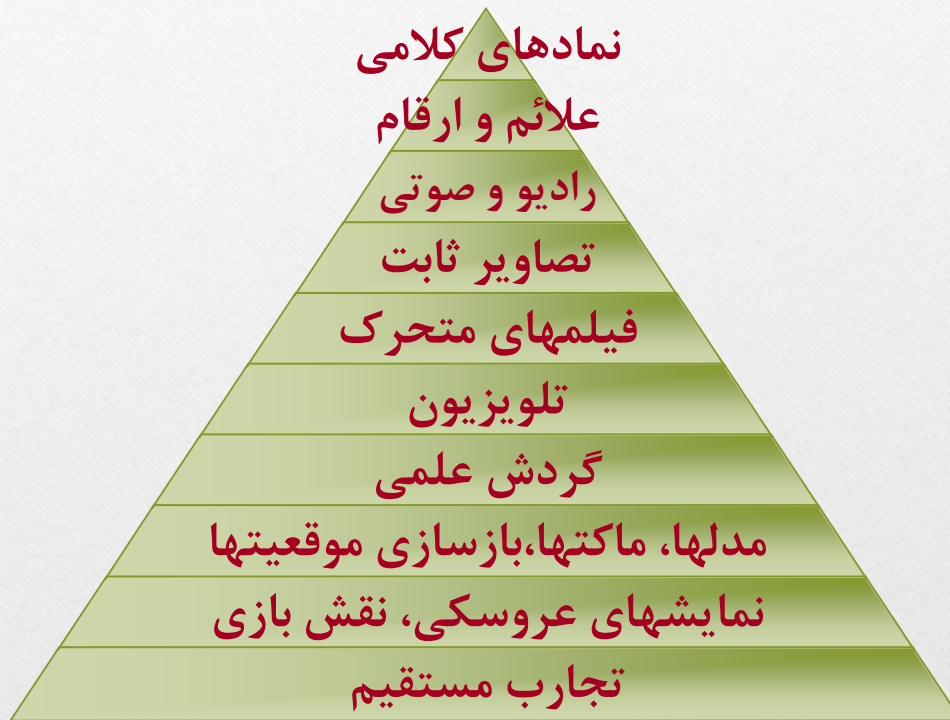 نمادهای کلامی
علائم و ارقام
رادیو و صوتی
تصاویر ثابت
فیلمهای متحرک
تلویزیون
گردش علمی
مدلها، ماکتها،بازسازی موقعیتها
نمایشهای عروسکی، نقش بازی
تجارب مستقیم